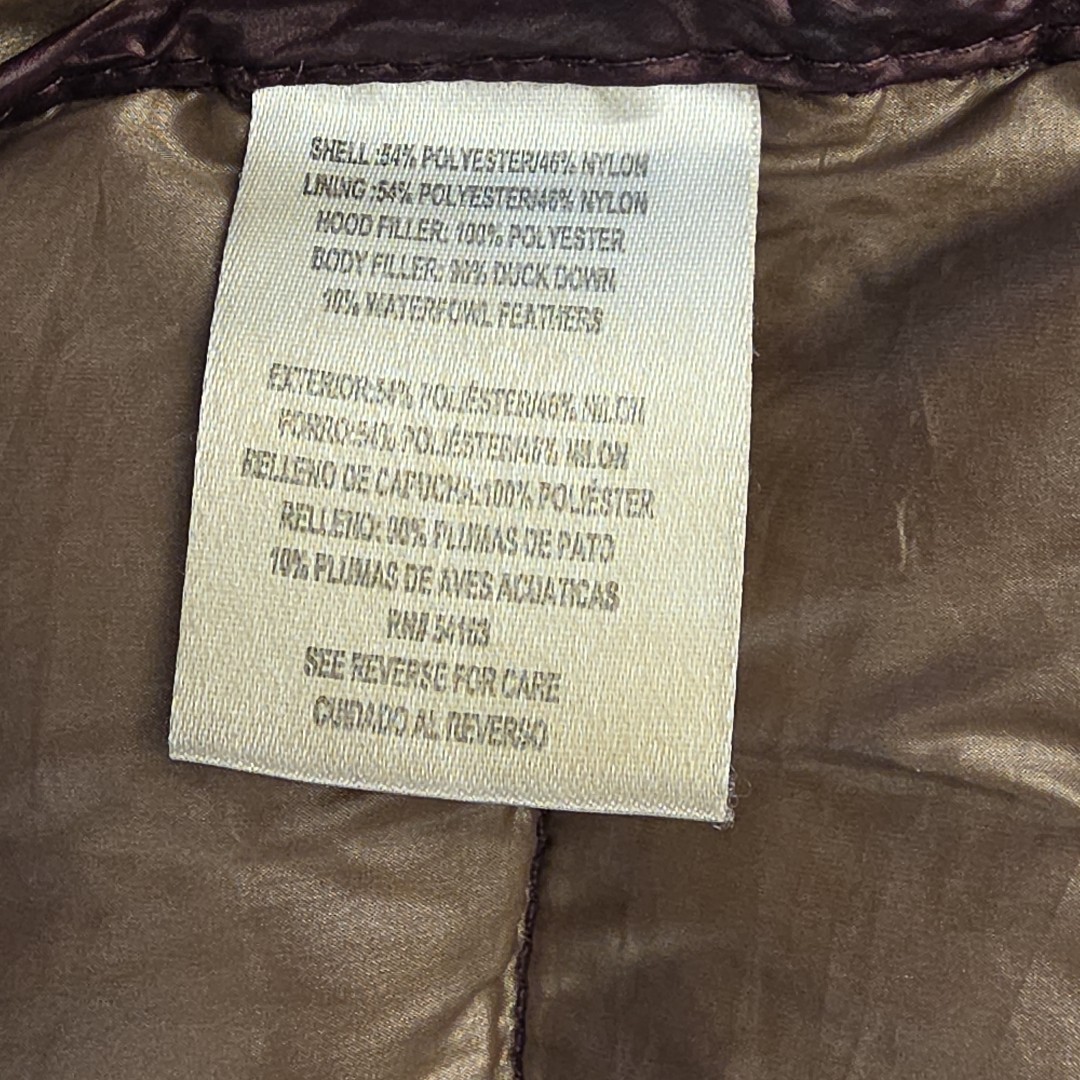 SHELL :54% POLYESTER/46% NYLON
LINING :54% POLYESTER/46% NYLON
HOOD FILLER: 100% POLYESTER
BODY FILLER: 90% DUCK DOWN
10% WATERFOWL FEATHERS
EXTERIOR:54% POLIÉSTER/46% NILON
FORRO:54% POLIÉSTER/46% NILON
RELLENO DE CAPUCHA:100% POLIÉSTER
RELLENO: 90% PLUMAS DE PATO
10% PLUMAS DE AVES ACUATICAS
RN# 54163
SEE REVERSE FOR CARE
CUIDADO AL REVERSO